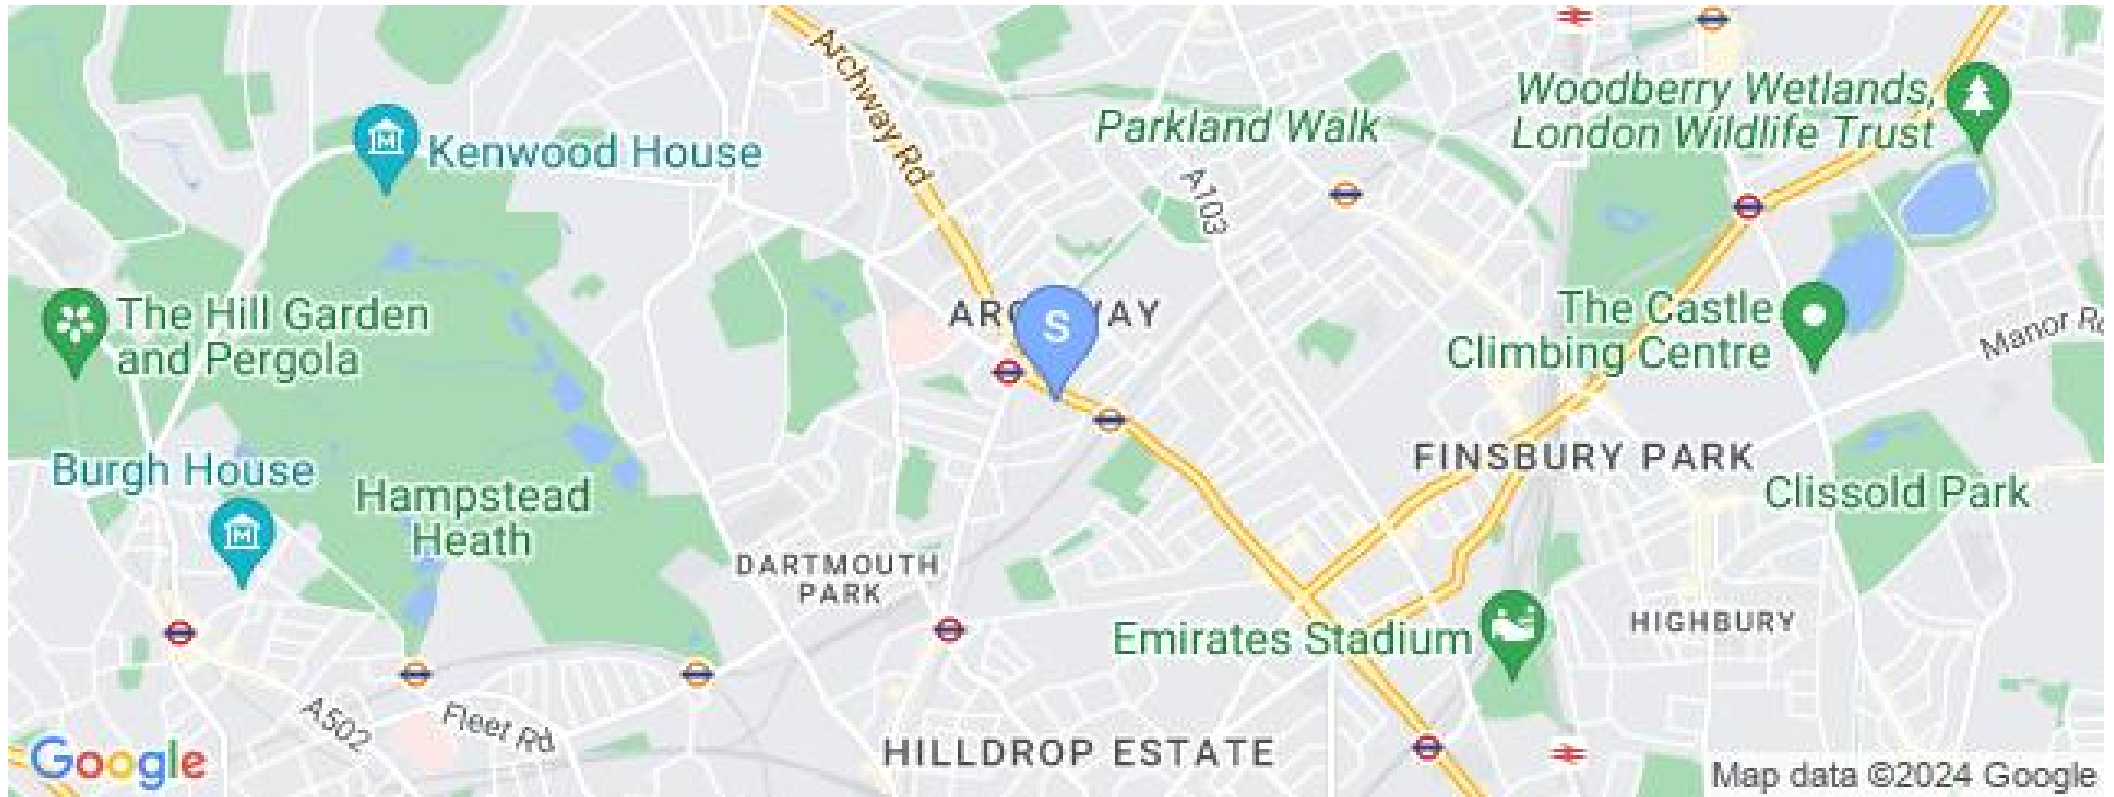 Archway Rd
Woodberry Wetlands,
London Wildlife Trust
Parkland Walk
Kenwood House
A103
The Hill Garden
and Pergola
S
The Castle
Climbing Centre
Manor
FINSBURY PARK
Burgh House
Hampstead
Heath
Clissold Park
DARTMOUTH
PARK
HIGHBURY
Emirates Stadium
A502
Fleet Rd
HILLDROP ESTATE
Google
Map data ©2024 Google